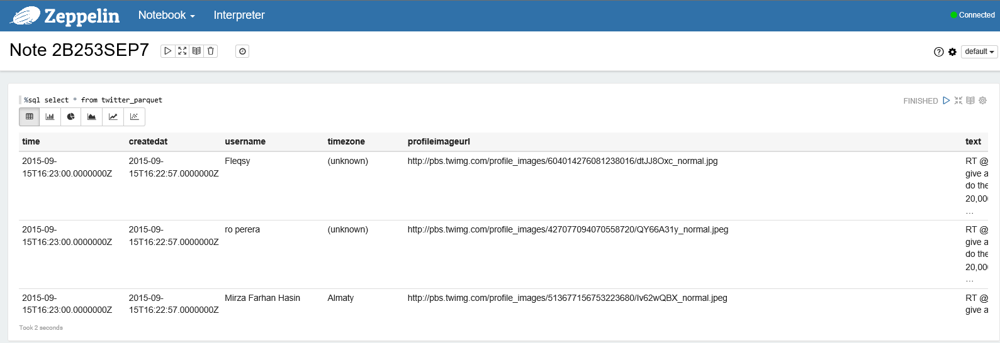 Zeppelin Notebook Interpreter Connected
Note 2B253SEP7 default
%sql select * from twitter_parquet
FINISHED
time createdat username timezone profileimageurl text
2015-09- 2015-09- Fleqsy (unknown) http://pbs.twimg.com/profile_images/604014276081238016/dtJJ8Oxc_normal.jpg RT @
15T16:23:00.0000000Z 15T16:22:57.0000000Z give a
do the
20,000
…
2015-09- 2015-09- ro perera (unknown) http://pbs.twimg.com/profile_images/427077094070558720/QY66A31y_normal.jpeg RT @
15T16:23:00.0000000Z 15T16:22:57.0000000Z give a
do the
20,000
…
2015-09- 2015-09- Mirza Farhan Hasin Almaty http://pbs.twimg.com/profile_images/513677156753223680/Iv62wQBX_normal.jpeg RT @
15T16:23:00.0000000Z 15T16:22:57.0000000Z give a
Took 2 seconds